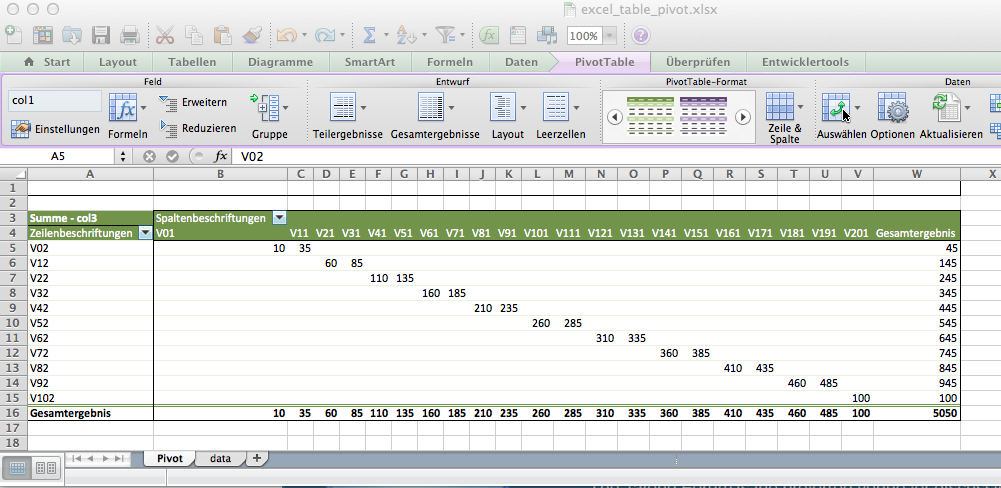 excel_table_pivot.xlsx
100%
Start Layout Tabellen Diagramme SmartArt Formeln Daten PivotTable Überprüfen Entwicklertools
Feld Entwurf PivotTable-Format Daten
col1
Einstellungen Formeln Erweitern Reduzieren Gruppe Teilergebnisse Gesamtergebnisse Layout Leerzellen Zeile & Spalte Auswählen Optionen Aktualisieren
A5 fx V02
A B C D E F G H I J K L M N O P Q R S T U V W X
1
2
3 Summe - col3 Spaltenbeschriftungen
4 Zeilenbeschriftungen V01 V11 V21 V31 V41 V51 V61 V71 V81 V91 V101 V111 V121 V131 V141 V151 V161 V171 V181 V191 V201 Gesamtergebnis
5 V02 10 35 45
6 V12 60 85 145
7 V22 110 135 245
8 V32 160 185 345
9 V42 210 235 445
10 V52 260 285 545
11 V62 310 335 645
12 V72 360 385 745
13 V82 410 435 845
14 V92 460 485 945
15 V102 100 100
16 Gesamtergebnis 10 35 60 85 110 135 160 185 210 235 260 285 310 335 360 385 410 435 460 485 100 5050
17
18
Pivot data